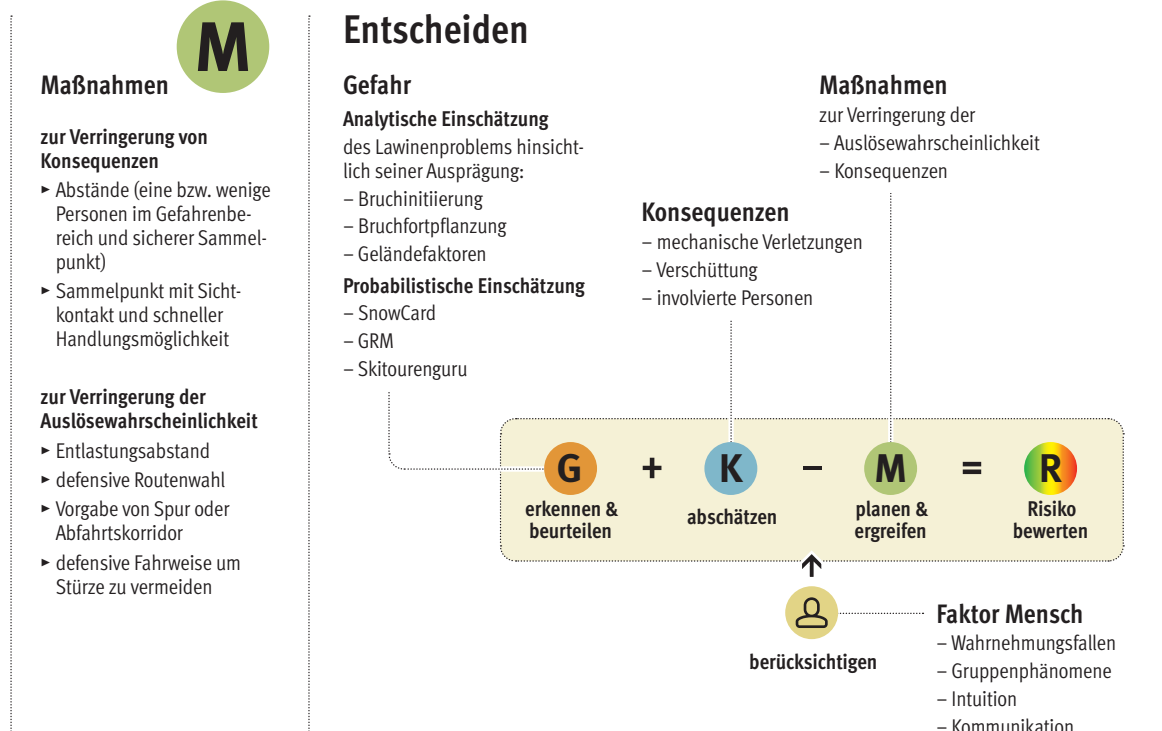 M
Maßnahmen
zur Verringerung von
Konsequenzen
► Abstände (eine bzw. wenige
Personen im Gefahrenbe-
reich und sicherer Sammel-
punkt)
► Sammelpunkt mit Sicht-
kontakt und schneller
Handlungsmöglichkeit
zur Verringerung der
Auslösewahrscheinlichkeit
► Entlastungsabstand
► defensive Routenwahl
► Vorgabe von Spur oder
Abfahrtskorridor
► defensive Fahrweise um
Stürze zu vermeiden
Entscheiden
Gefahr
Analytische Einschätzung
des Lawinenproblems hinsicht-
lich seiner Ausprägung:
– Bruchinitiierung
– Bruchfortpflanzung
– Geländefaktoren
Probabilistische Einschätzung
– SnowCard
– GRM
– Skitourenguru
Konsequenzen
– mechanische Verletzungen
– Verschüttung
– involvierte Personen
Maßnahmen
zur Verringerung der
– Auslösewahrscheinlichkeit
– Konsequenzen
G + K – M = R
erkennen &
beurteilen
abschätzen
planen &
ergreifen
Risiko
bewerten
berücksichtigen
Faktor Mensch
– Wahrnehmungsfallen
– Gruppenphänomene
– Intuition
– Kommunikation